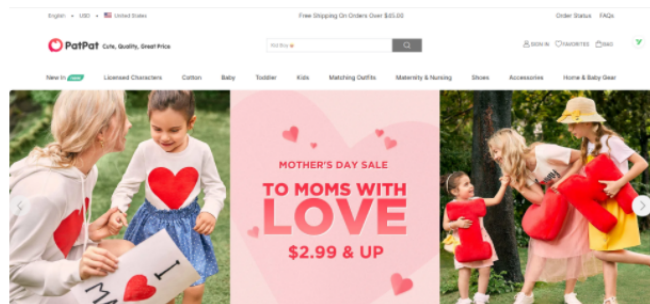 English USD United States Free Shipping On Orders Over $45.00 Order Status FAQs
PatPat Cute, Quality, Great Price
SIGN IN FAVORITES BAG
New In Licensed Characters Cotton Baby Toddler Kids Matching Outfits Maternity & Nursing Shoes Accessories Home & Baby Gear
MOTHER'S DAY SALE
TO MOMS WITH
LOVE
$2.99 & UP
I
MA